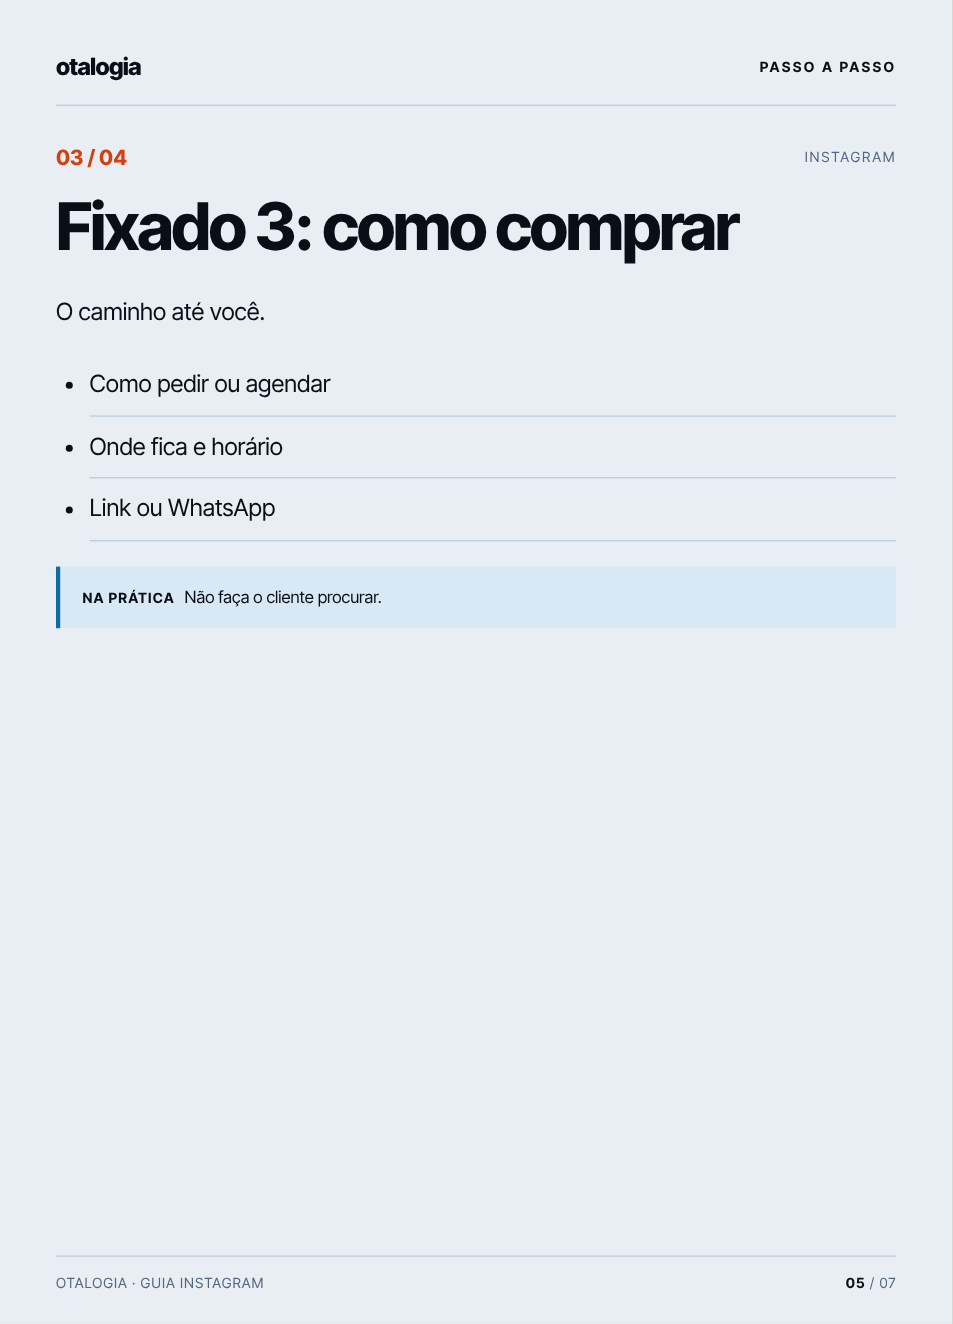 otalogia
PASSO A PASSO
03 / 04
INSTAGRAM
Fixado 3: como comprar
O caminho até você.
• Como pedir ou agendar
• Onde fica e horário
• Link ou WhatsApp
NA PRÁTICA Não faça o cliente procurar.
OTALOGIA · GUIA INSTAGRAM
05 / 07